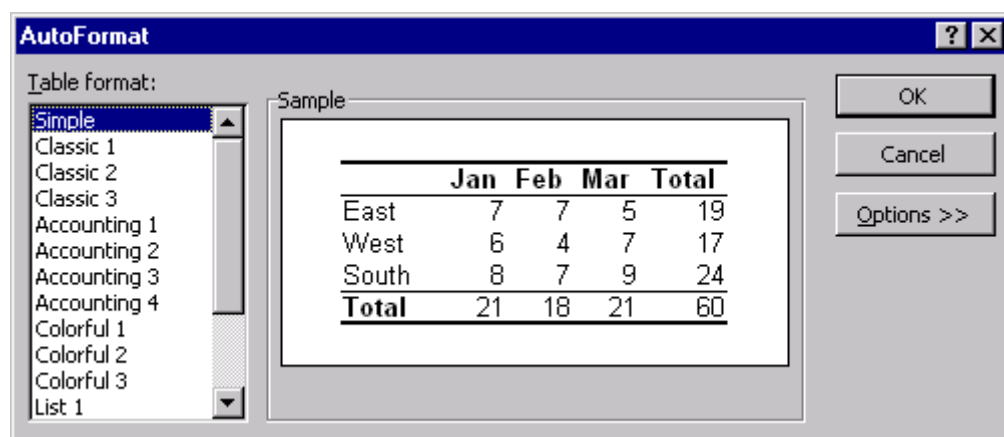 AutoFormat
Table format:
Simple
Classic 1
Classic 2
Classic 3
Accounting 1
Accounting 2
Accounting 3
Accounting 4
Colorful 1
Colorful 2
Colorful 3
List 1
Sample
Jan Feb Mar Total
East 7 7 5 19
West 6 4 7 17
South 8 7 9 24
Total 21 18 21 60
OK
Cancel
Options >>